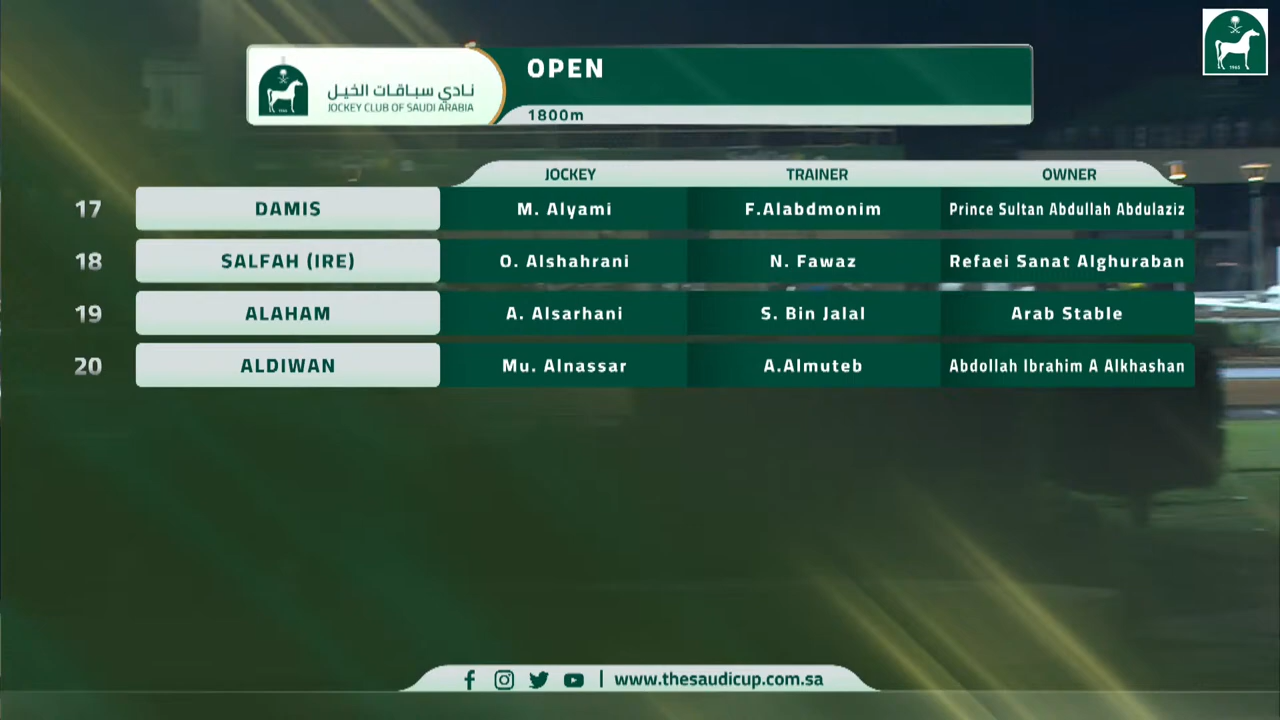 OPEN
نادي سباقات الخيل
JOCKEY CLUB OF SAUDI ARABIA
1800m
JOCKEY TRAINER OWNER
17 DAMIS M. Alyami F.Alabdmonim Prince Sultan Abdullah Abdulaziz
18 SALFAH (IRE) O. Alshahrani N. Fawaz Refaei Sanat Alghuraban
19 ALAHAM A. Alsarhani S. Bin Jalal Arab Stable
20 ALDIWAN Mu. Alnassar A.Almuteb Abdollah Ibrahim A Alkhashan
www.thesaudicup.com.sa
1965